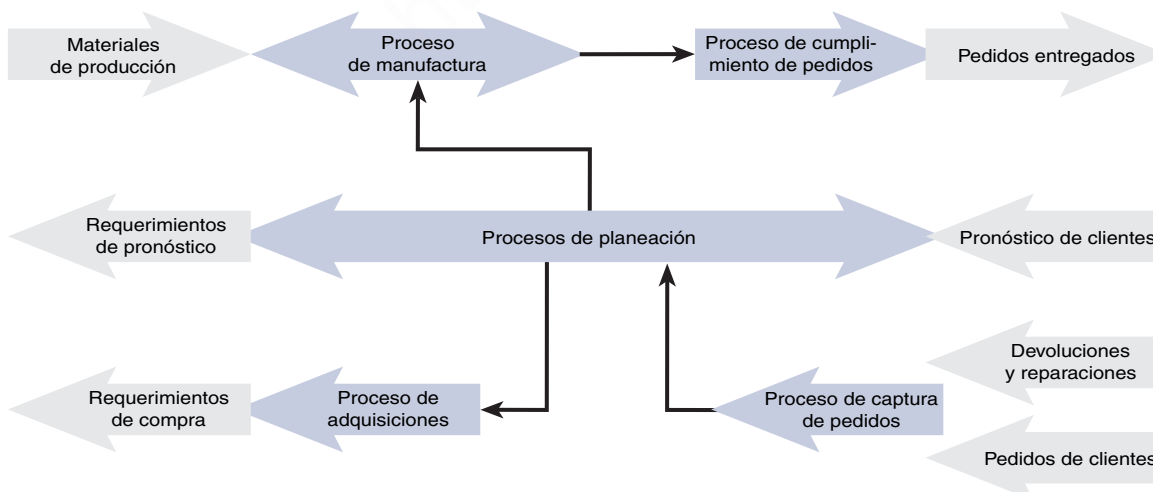 Materiales
de producción
Proceso
de manufactura
Proceso de cumpli-
miento de pedidos
Pedidos entregados
Requerimientos
de pronóstico
Procesos de planeación
Pronóstico de clientes
Devoluciones
y reparaciones
Requerimientos
de compra
Proceso de
adquisiciones
Proceso de captura
de pedidos
Pedidos de clientes